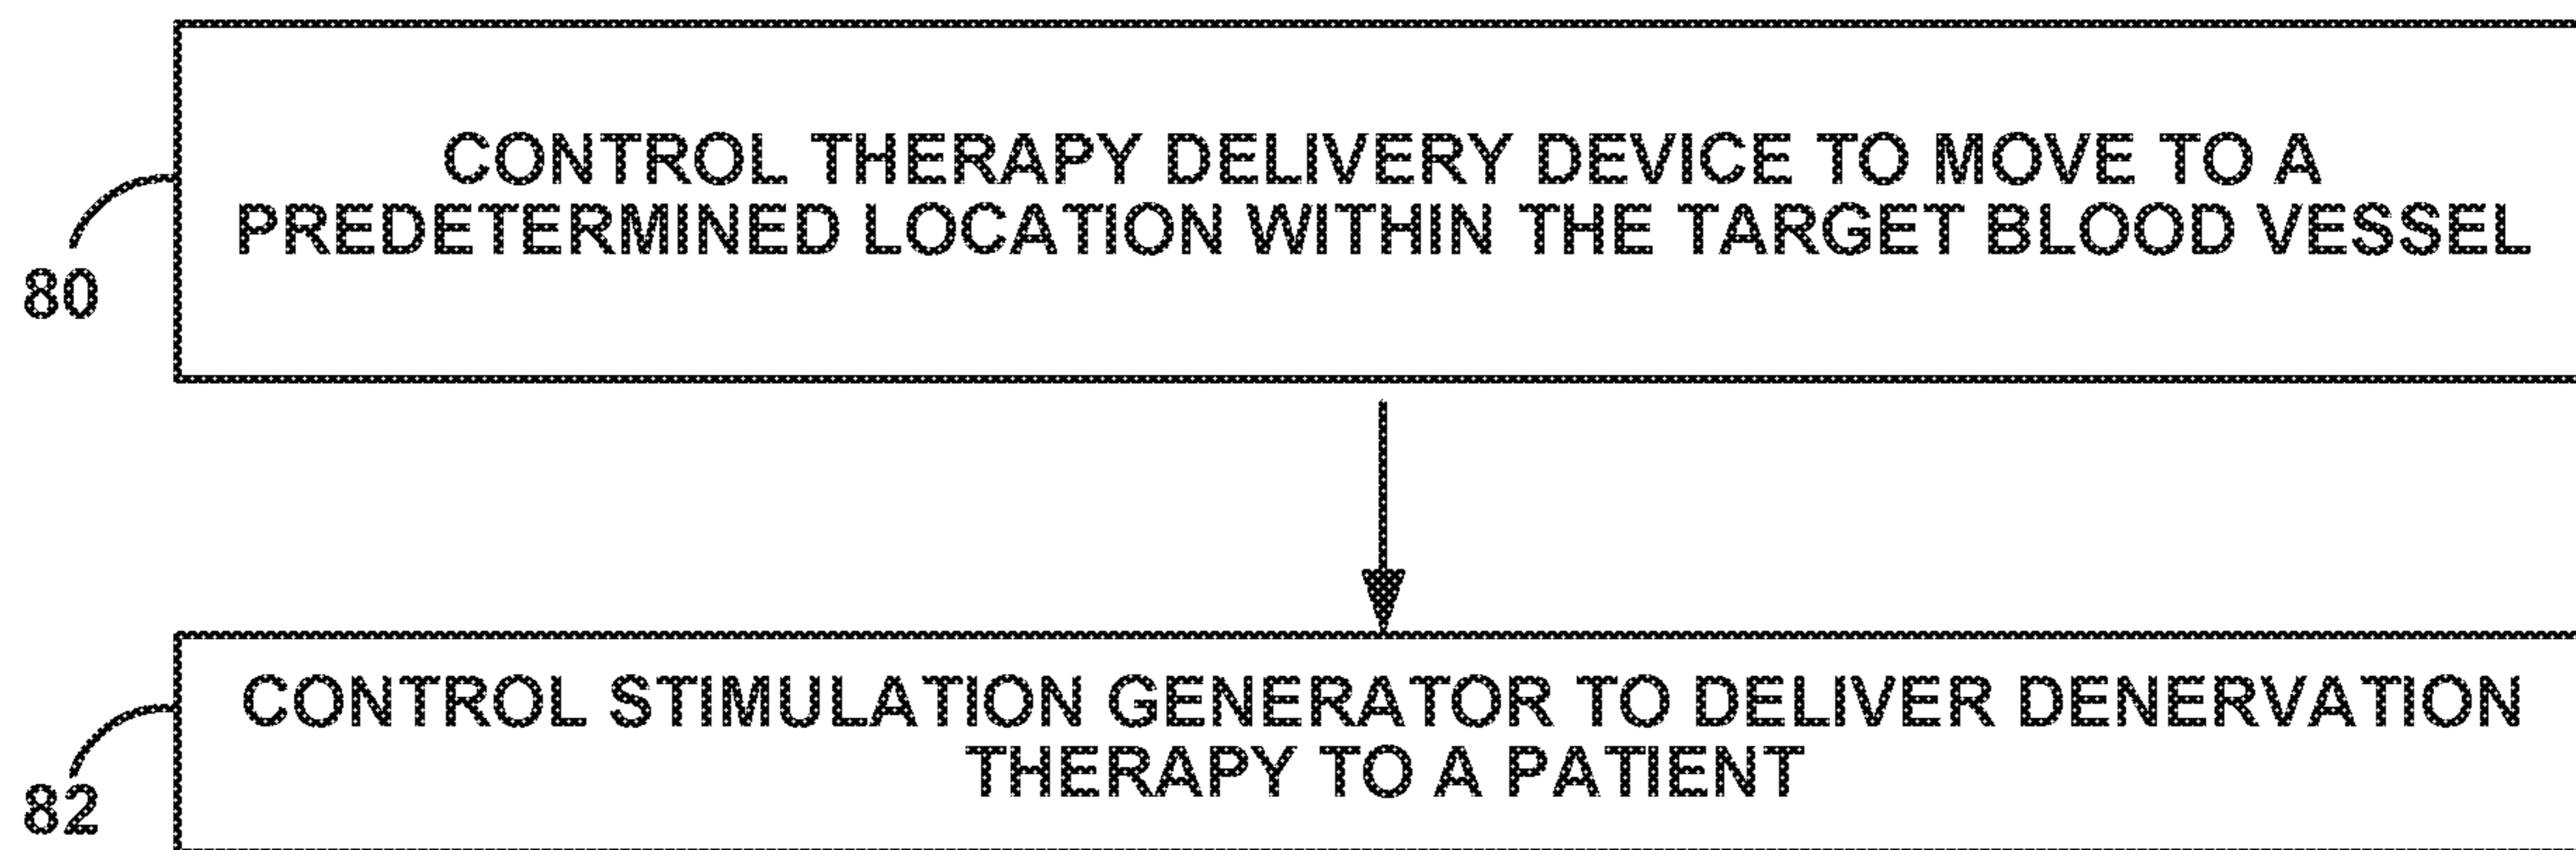 CONTROL THERAPY DELIVERY DEVICE TO MOVE TO A
PREDETERMINED LOCATION WITHIN THE TARGET BLOOD VESSEL
80
CONTROL STIMULATION GENERATOR TO DELIVER DENERVATION
THERAPY TO A PATIENT
82